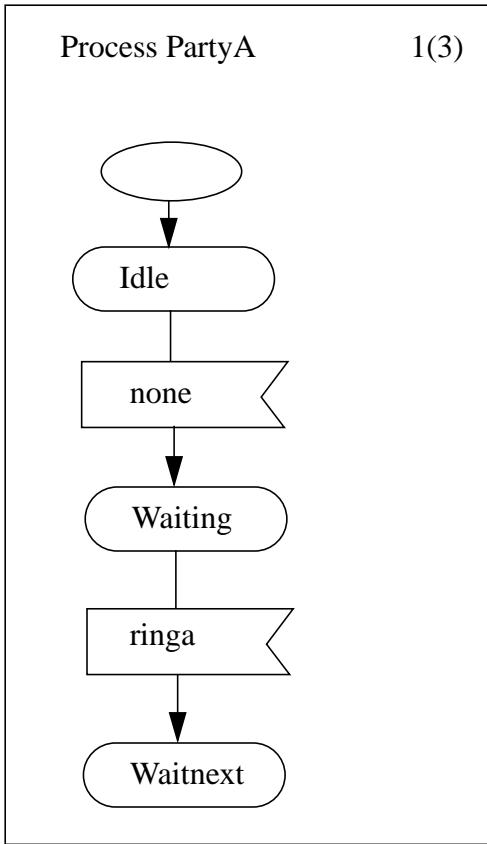 Process PartyA 1(3)
Idle
none
Waiting
ringa
Waitnext